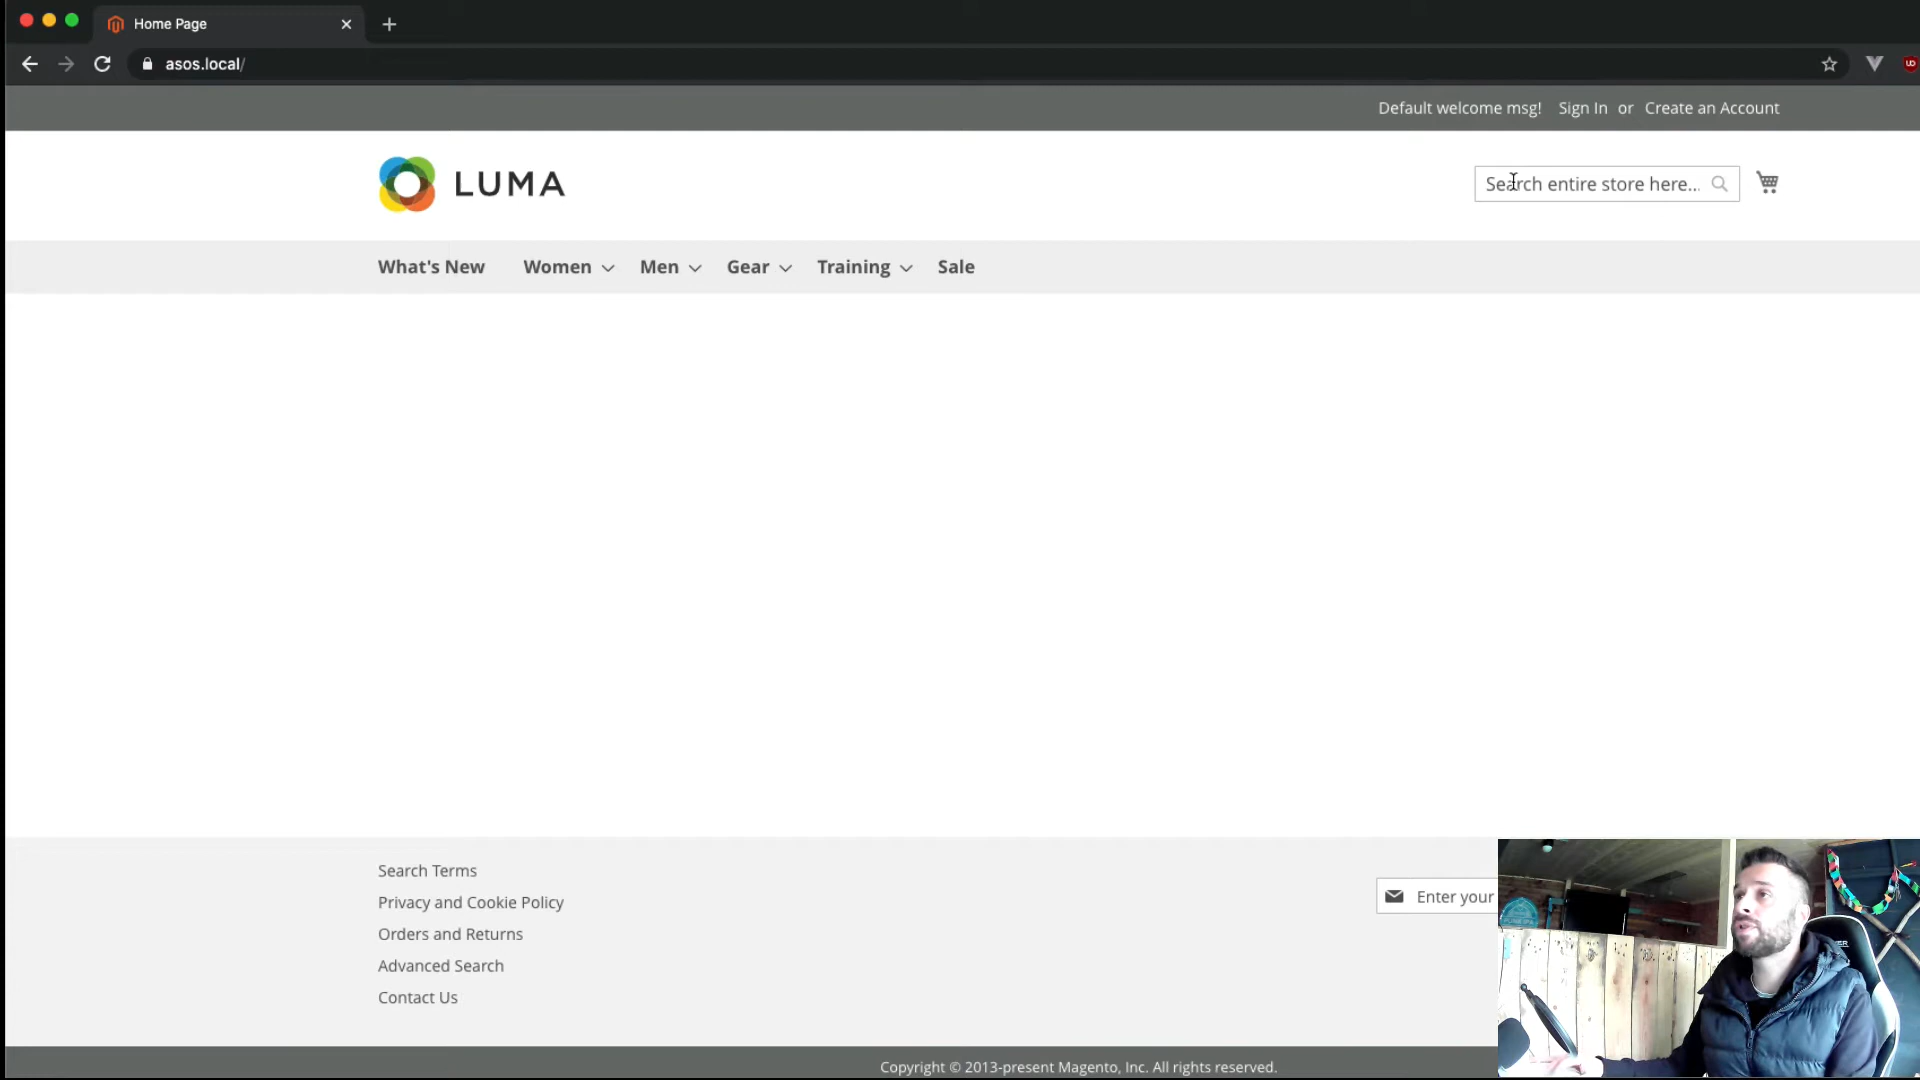 Home Page
asos.local/
Default welcome msg! Sign In or Create an Account
LUMA
Search entire store here...
What's New Women Men Gear Training Sale
Search Terms
Privacy and Cookie Policy
Enter your
Orders and Returns
Advanced Search
Contact Us
Copyright © 2013-present Magento, Inc. All rights reserved.